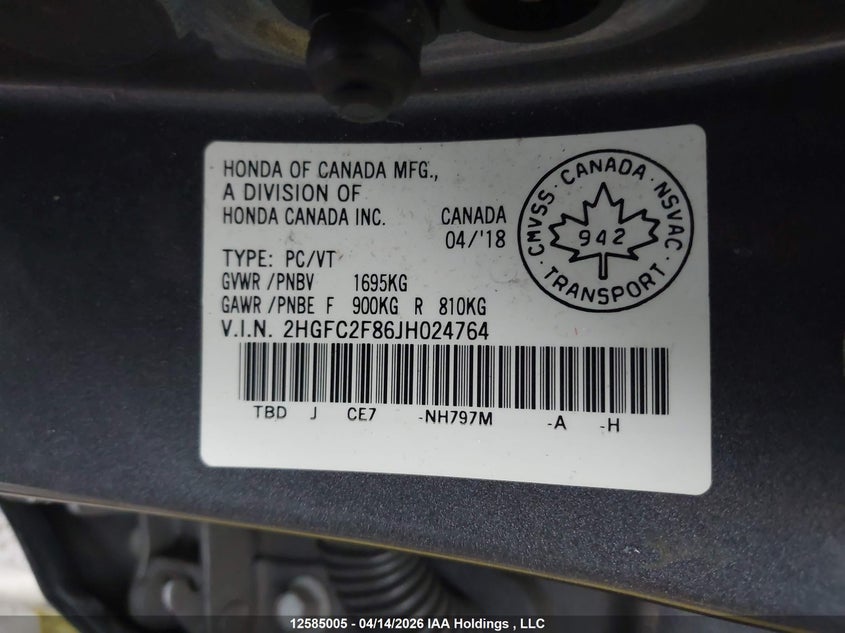 HONDA OF CANADA MFG.,
A DIVISION OF
HONDA CANADA INC. CANADA
04/'18
TYPE: PC/VT
GVWR /PNBV 1695KG
GAWR /PNBE F 900KG R 810KG
V.I.N. 2HGFC2F86JH024764
TBD J CE7 -NH797M -A -H
CMVSS · CANADA · NSVAC · TRANSPORT ·
942
12585005 - 04/14/2026 IAA Holdings , LLC